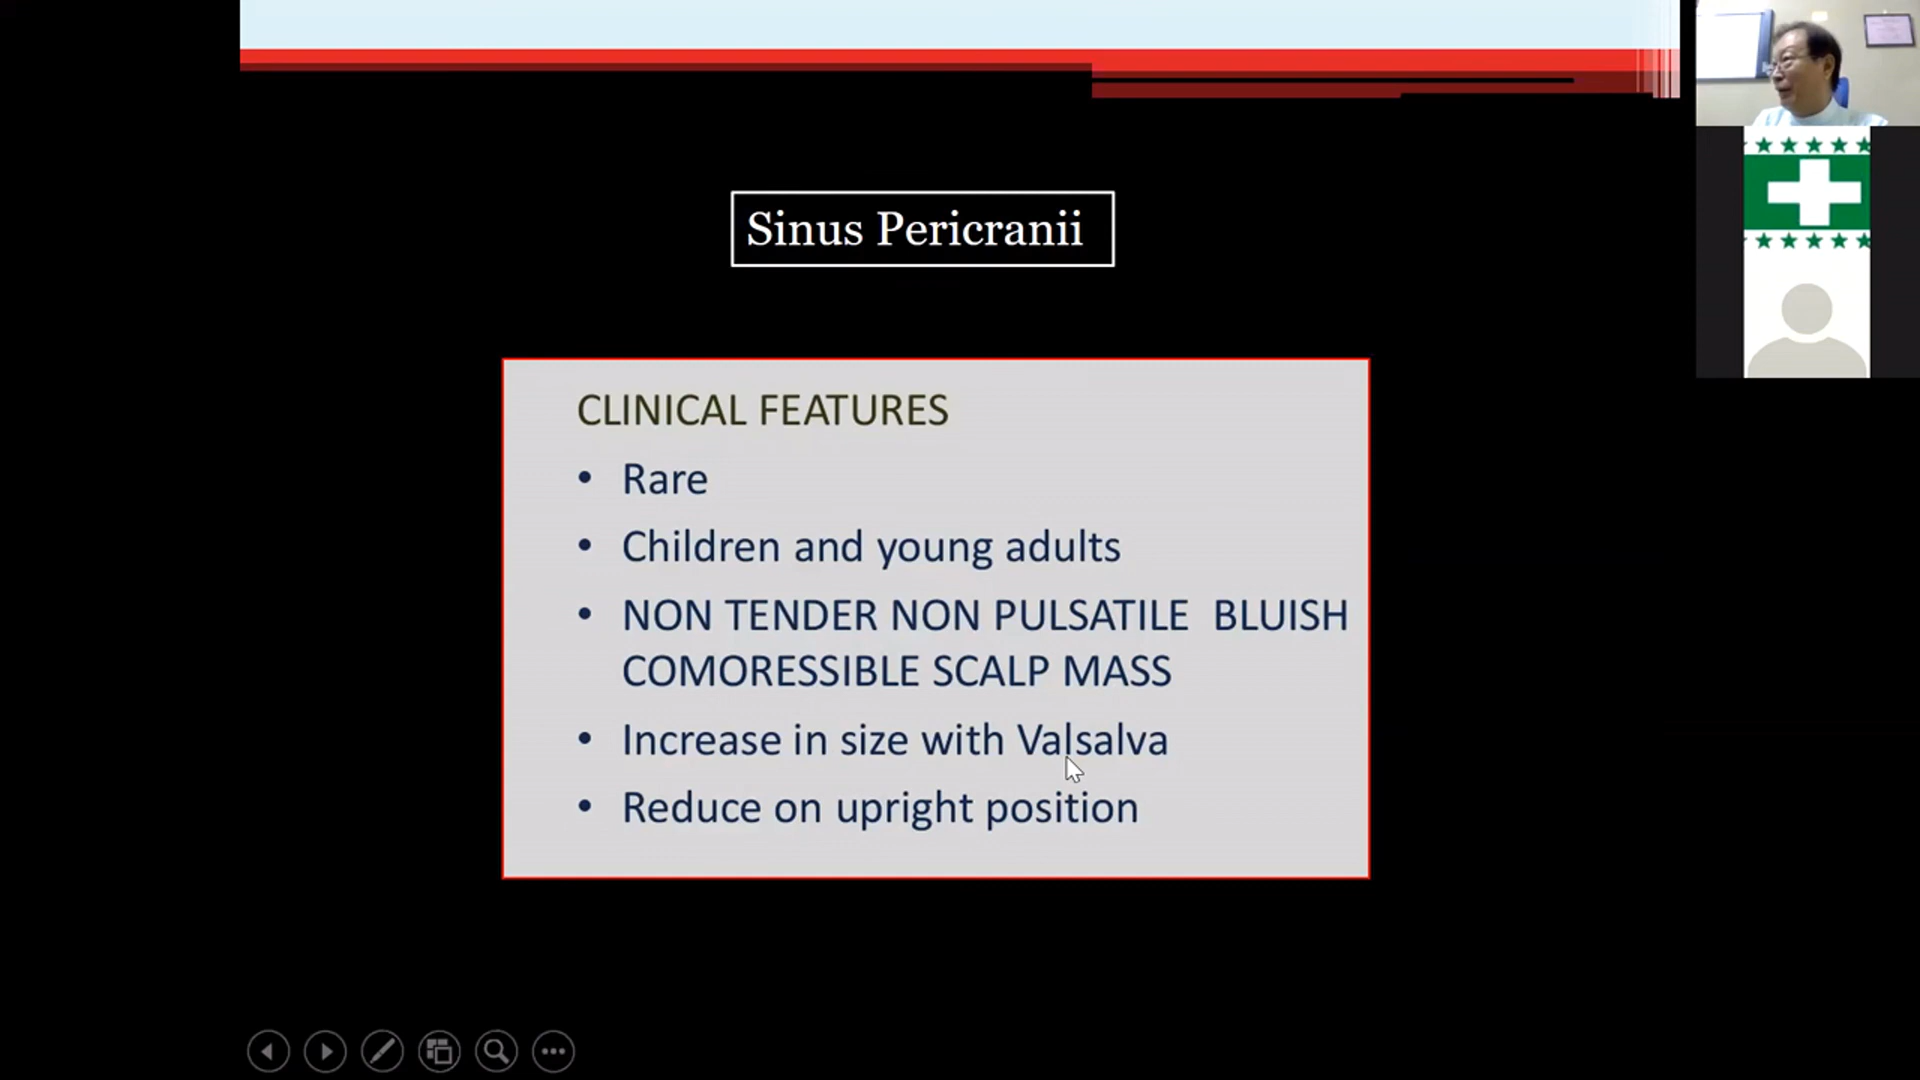 Sinus Pericranii
CLINICAL FEATURES
• Rare
• Children and young adults
• NON TENDER NON PULSATILE BLUISH
COMORESSIBLE SCALP MASS
• Increase in size with Valsalva
• Reduce on upright position